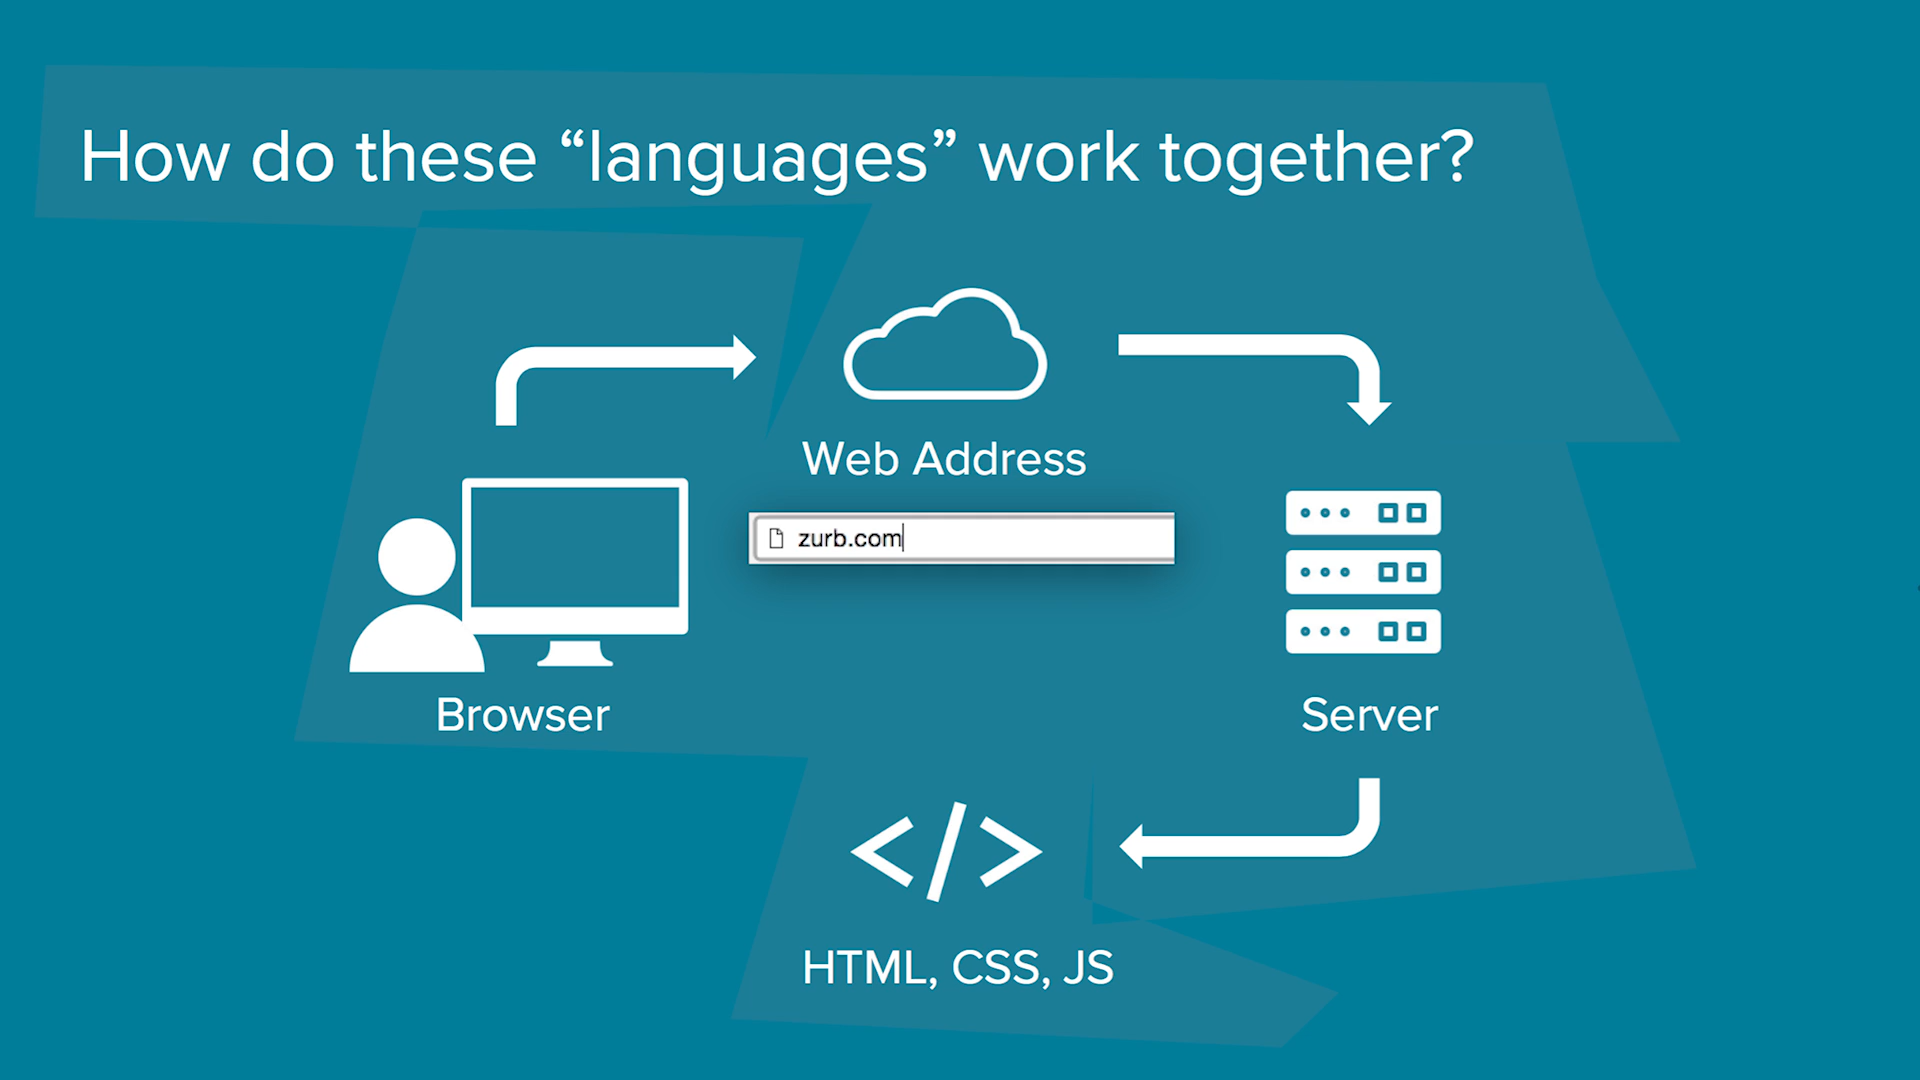 How do these “languages” work together?
Web Address
zurb.com
Browser
Server
</>
HTML, CSS, JS